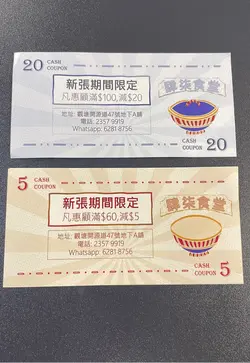 20 CASH
COUPON
新張期間限定
凡惠顧滿$100,減$20
地址: 觀塘開源道47號地下A舖
電話: 2357 9919
Whatsapp: 6281-8756
食堂
CASH
COUPON 20
5 CASH
COUPON
新張期間限定
凡惠顧滿$60,減$5
地址: 觀塘開源道47號地下A舖
電話: 2357 9919
Whatsapp: 6281-8756
柒食堂
CASH
COUPON 5